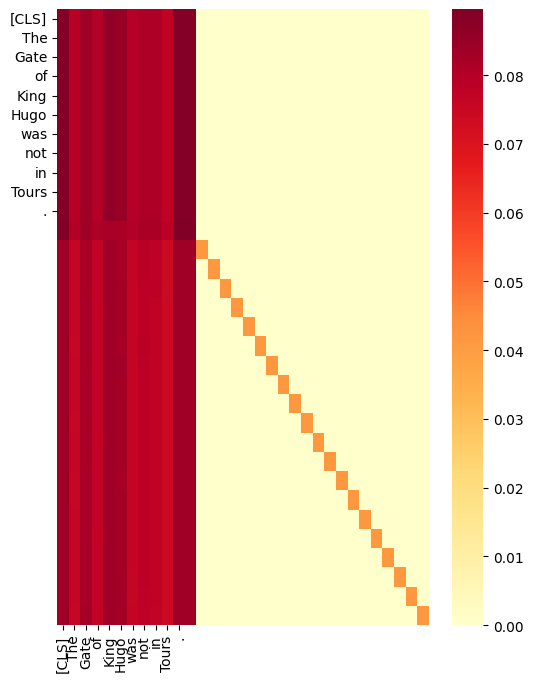 [CLS]
The
Gate
of
King
Hugo
was
not
in
Tours
.
0.08
0.07
0.06
0.05
0.04
0.03
0.02
0.01
0.00
[CLS]
The
Gate
of
King
Hugo
was
not
in
Tours
.